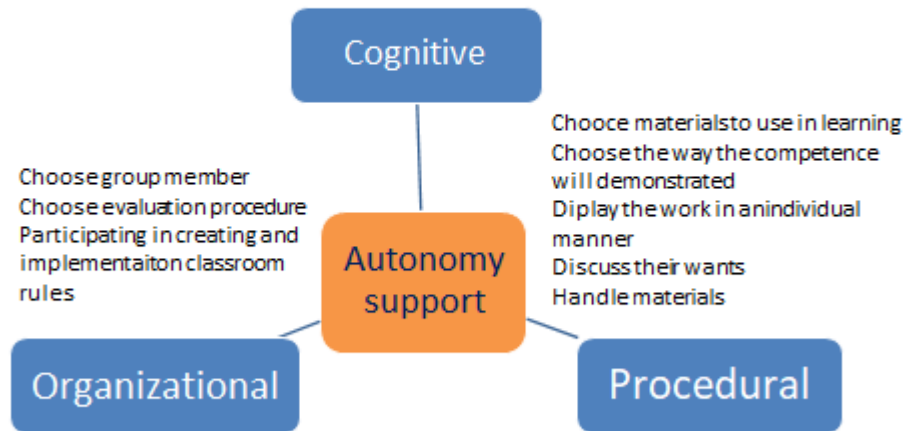 Cognitive
Chooce materials to use in learning
Choose the way the competence
will demonstrated
Diplay the work in anindividual
manner
Discuss their wants
Handle materials
Choose group member
Choose evaluation procedure
Participating in creating and
implementaiton classroom
rules
Autonomy
support
Organizational
Procedural